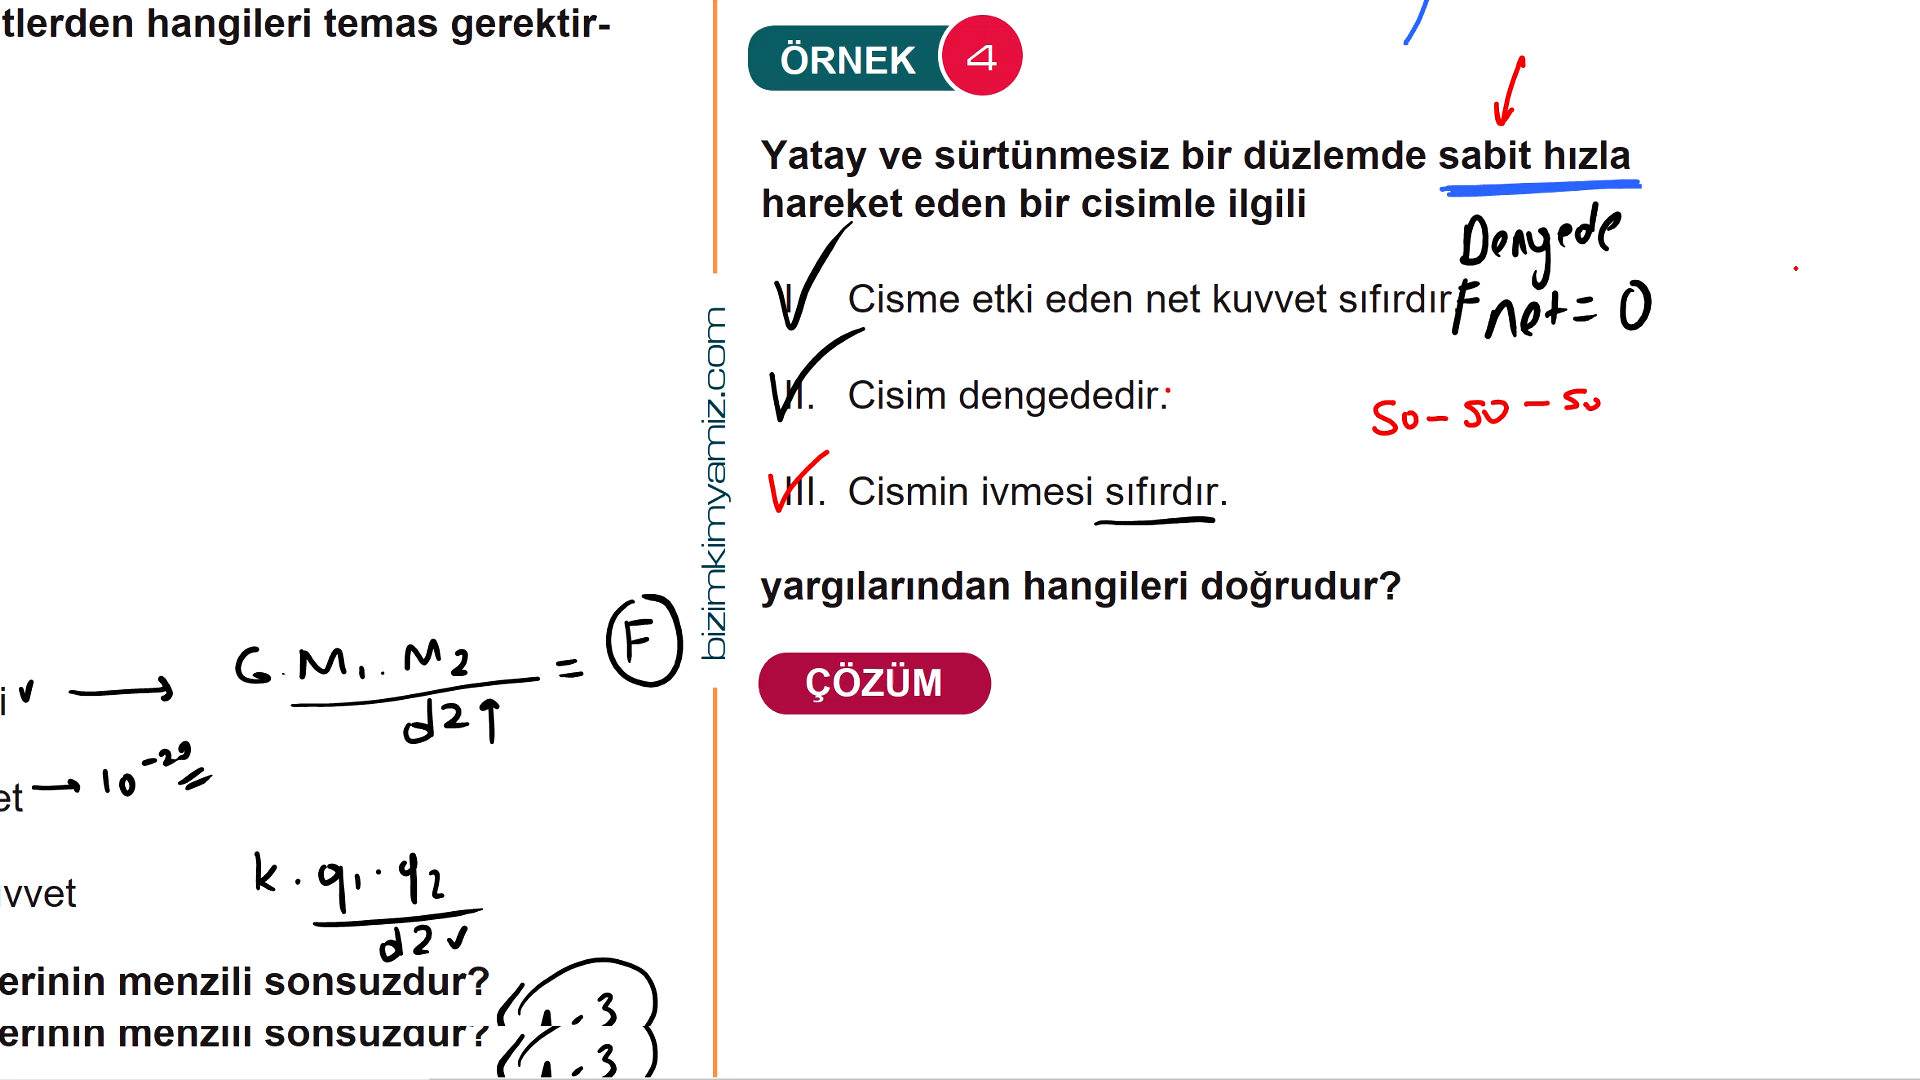 tlerden hangileri temas gerektir-
i
G.M1.M2 = F
d2↑
et → 10-29
k.q1.q2
vvet
d2
erinin menzili sonsuzdur?
1-3
erinin menzili sonsuzdur?
1-3
bizimkimyamiz.com
ÖRNEK 4
Yatay ve sürtünmesiz bir düzlemde sabit hızla
hareket eden bir cisimle ilgili
Dengede
I. Cisme etki eden net kuvvet sıfırdır.
Fnet = 0
II. Cisim dengededir.
50-50-50
III. Cismin ivmesi sıfırdır.
yargılarından hangileri doğrudur?
ÇÖZÜM